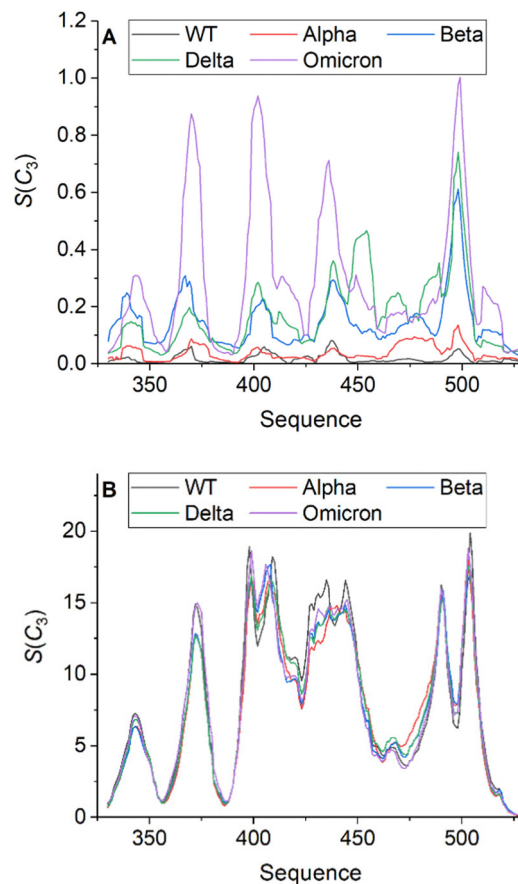 A
WT Alpha Beta
Delta Omicron
1.2
1.0
0.8
0.6
0.4
0.2
0.0
S(C₃)
350 400 450 500
Sequence
B
WT Alpha Beta
Delta Omicron
20
15
10
5
0
S(C₃)
350 400 450 500
Sequence